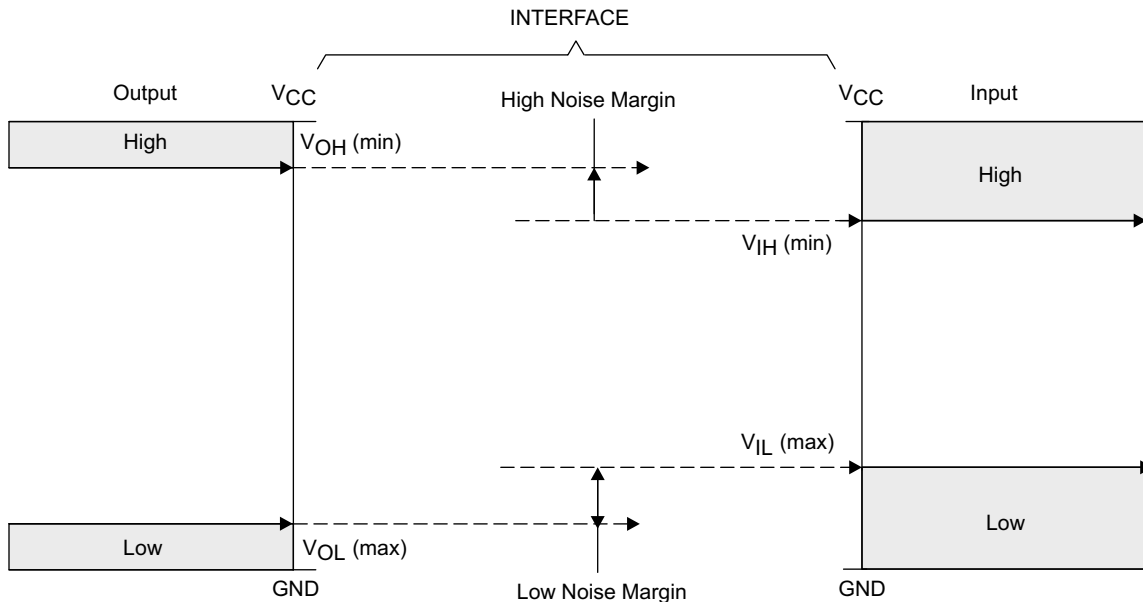 INTERFACE
Output
VCC
High Noise Margin
VCC
Input
High
VOH (min)
High
VIH (min)
VIL (max)
Low
VOL (max)
Low
GND
Low Noise Margin
GND